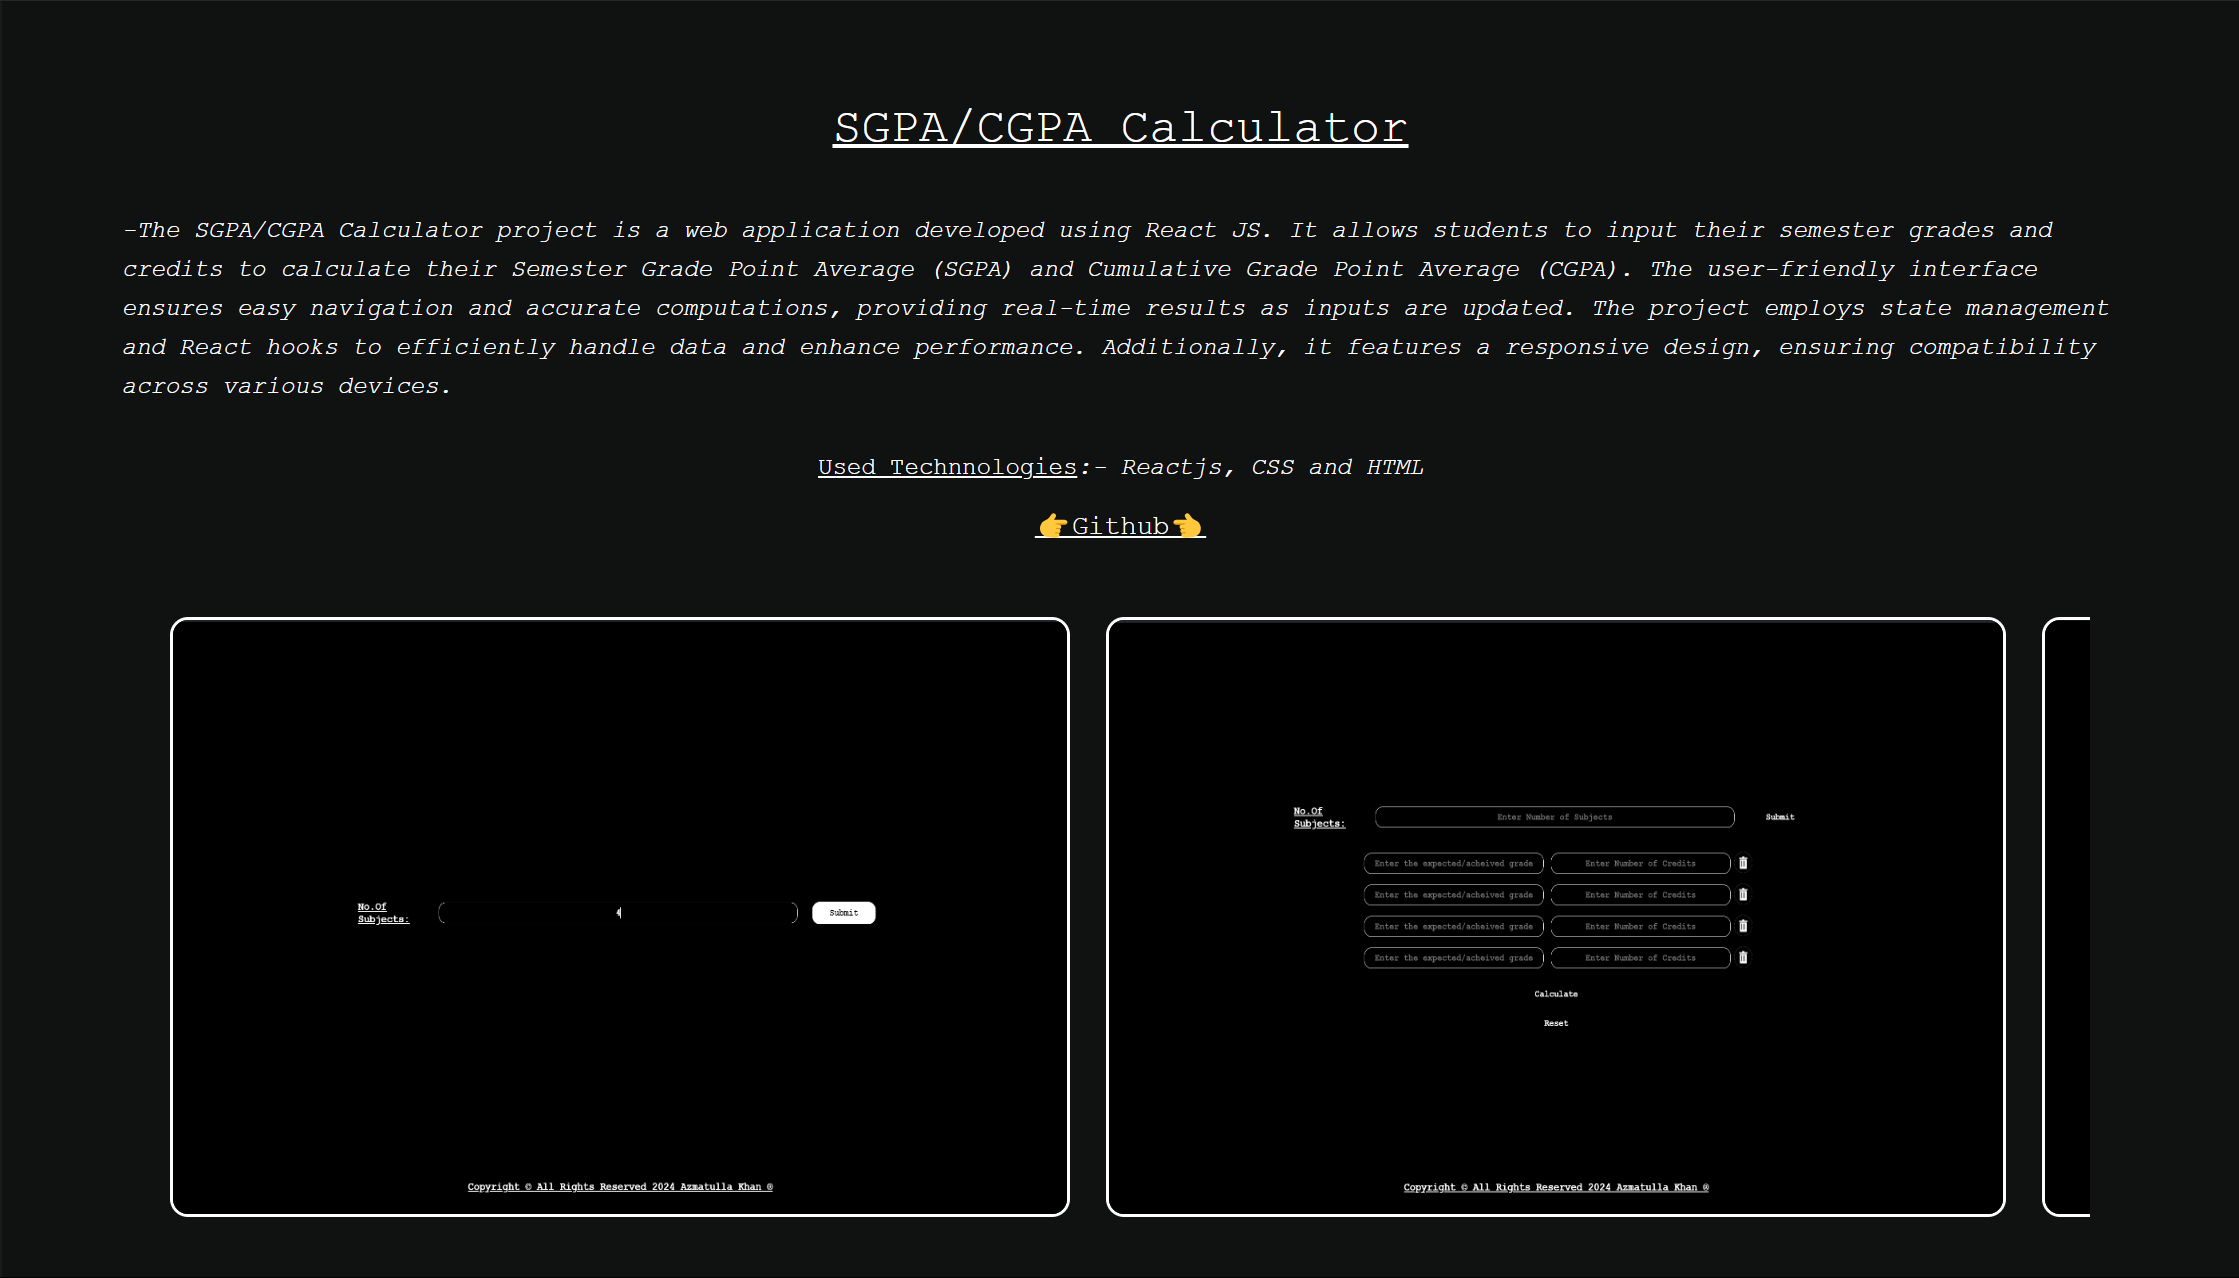 SGPA/CGPA Calculator
-The SGPA/CGPA Calculator project is a web application developed using React JS. It allows students to input their semester grades and
credits to calculate their Semester Grade Point Average (SGPA) and Cumulative Grade Point Average (CGPA). The user-friendly interface
ensures easy navigation and accurate computations, providing real-time results as inputs are updated. The project employs state management
and React hooks to efficiently handle data and enhance performance. Additionally, it features a responsive design, ensuring compatibility
across various devices.
Used Technnologies:- Reactjs, CSS and HTML
👉Github👈
No.Of
Subjects:
4
Submit
Copyright © All Rights Reserved 2024 Azmatulla Khan ®
No.Of
Subjects:
Enter Number of Subjects
Submit
Enter the expected/acheived grade Enter Number of Credits
Enter the expected/acheived grade Enter Number of Credits
Enter the expected/acheived grade Enter Number of Credits
Enter the expected/acheived grade Enter Number of Credits
Calculate
Reset
Copyright © All Rights Reserved 2024 Azmatulla Khan ®